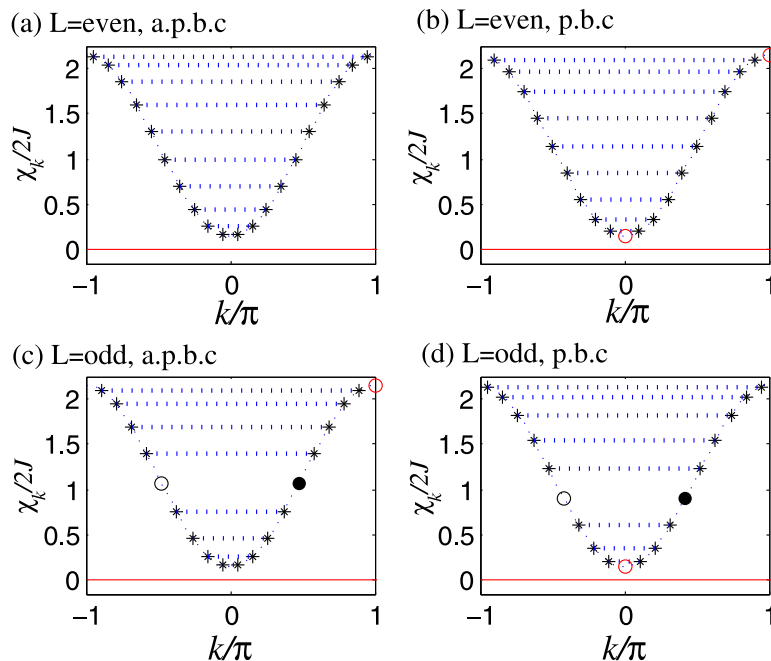 (a) L=even, a.p.b.c
(b) L=even, p.b.c
χk/2J
2
1.5
1
0.5
0
−1 0 1
k/π
χk/2J
2
1.5
1
0.5
0
−1 0 1
k/π
(c) L=odd, a.p.b.c
(d) L=odd, p.b.c
χk/2J
2
1.5
1
0.5
0
−1 0 1
k/π
χk/2J
2
1.5
1
0.5
0
−1 0 1
k/π